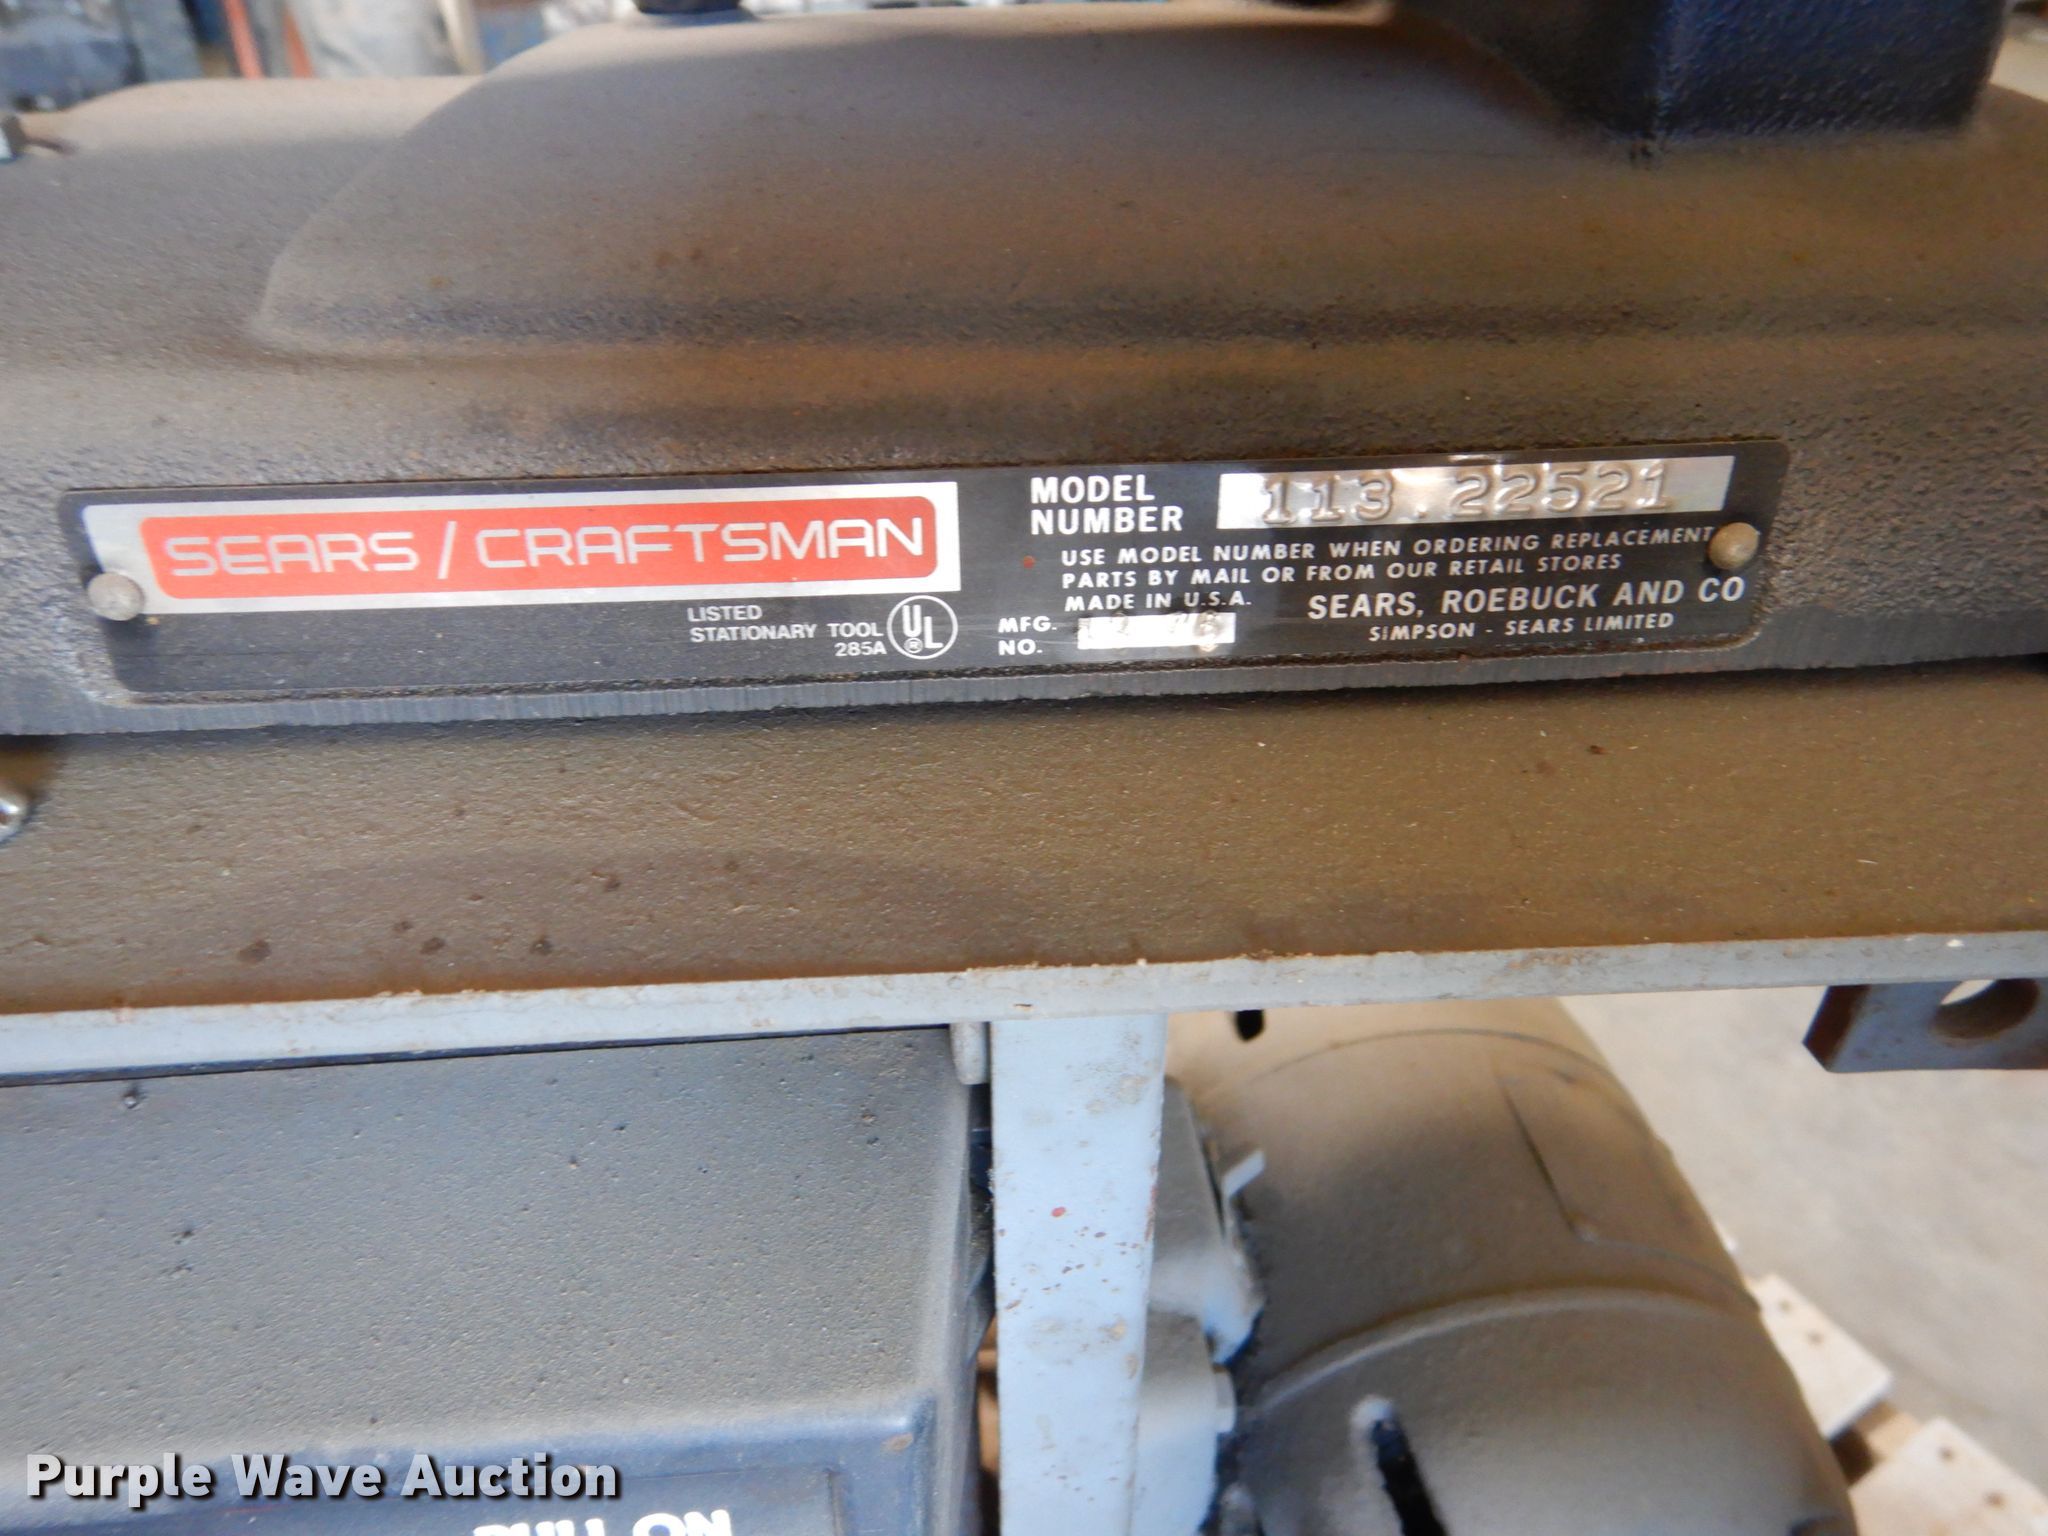 SEARS / CRAFTSMAN
LISTED
STATIONARY TOOL
285A
UL
®
MODEL
NUMBER
113.22521
USE MODEL NUMBER WHEN ORDERING REPLACEMENT
PARTS BY MAIL OR FROM OUR RETAIL STORES
MADE IN U.S.A.
SEARS, ROEBUCK AND CO
SIMPSON - SEARS LIMITED
MFG.
NO.
PULL ON
Purple Wave Auction